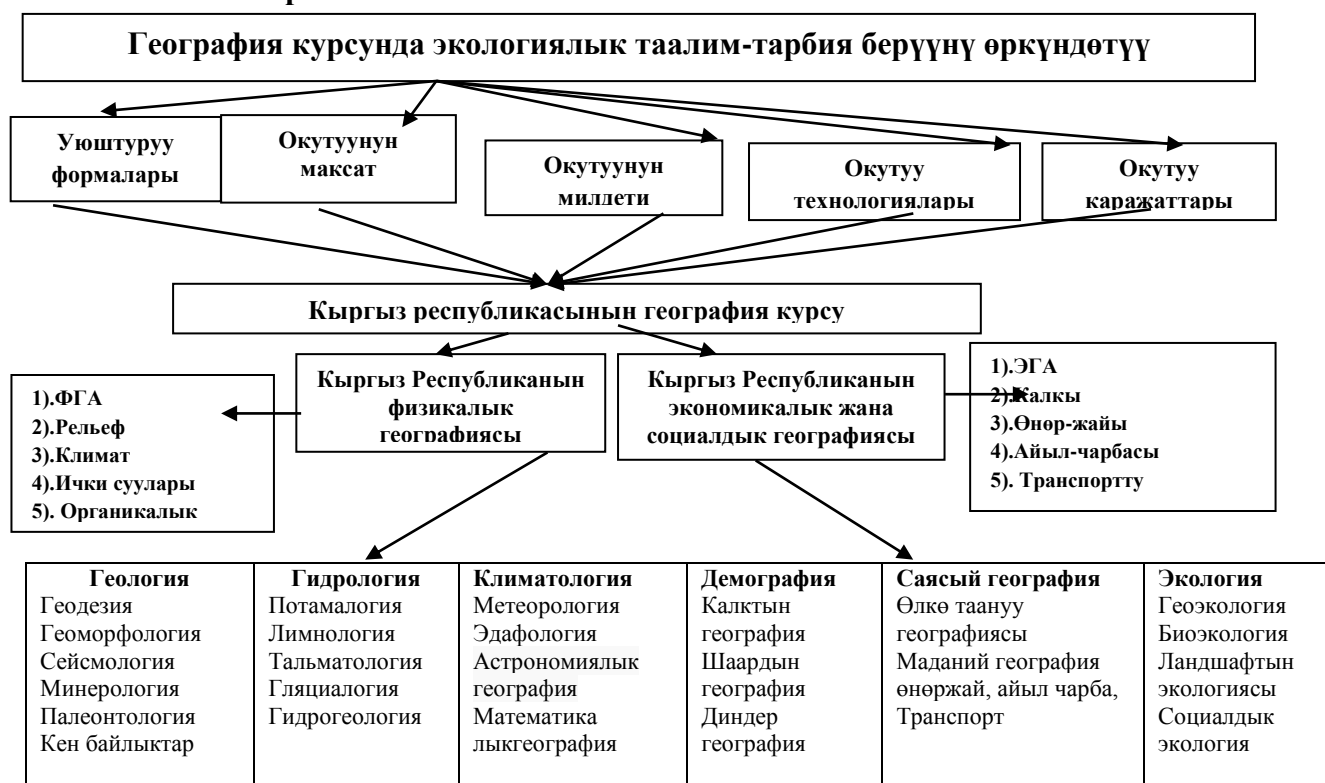 География курсунда экологиялык таалим-тарбия берүүнү өркүндөтүү
Уюштуруу
формалары
Окутуунун
максат
Окутуунун
милдети
Окутуу
технологиялары
Окутуу
каражаттары
Кыргыз республикасынын география курсу
1).ФГА
2).Рельеф
3).Климат
4).Ички суулары
5). Органикалык
Кыргыз Республиканын
физикалык
географиясы
Кыргыз Республиканын
экономикалык жана
социалдык географиясы
1).ЭГА
2).Калкы
3).Өнөр-жайы
4).Айыл-чарбасы
5). Транспортту
Геология
Геодезия
Геоморфология
Сейсмология
Минерология
Палеонтология
Кен байлыктар
Гидрология
Потамалогия
Лимнология
Тальматология
Гляциалогия
Гидрогеология
Климатология
Метеорология
Эдафология
Астрономиялык
география
Математика
лыкгеография
Демография
Калктын
география
Шаардын
география
Диндер
география
Саясый география
Өлкө таануу
географиясы
Маданий география
өнөржай, айыл чарба,
Транспорт
Экология
Геоэкология
Биоэкология
Ландшафтын
экологиясы
Социалдык
экология